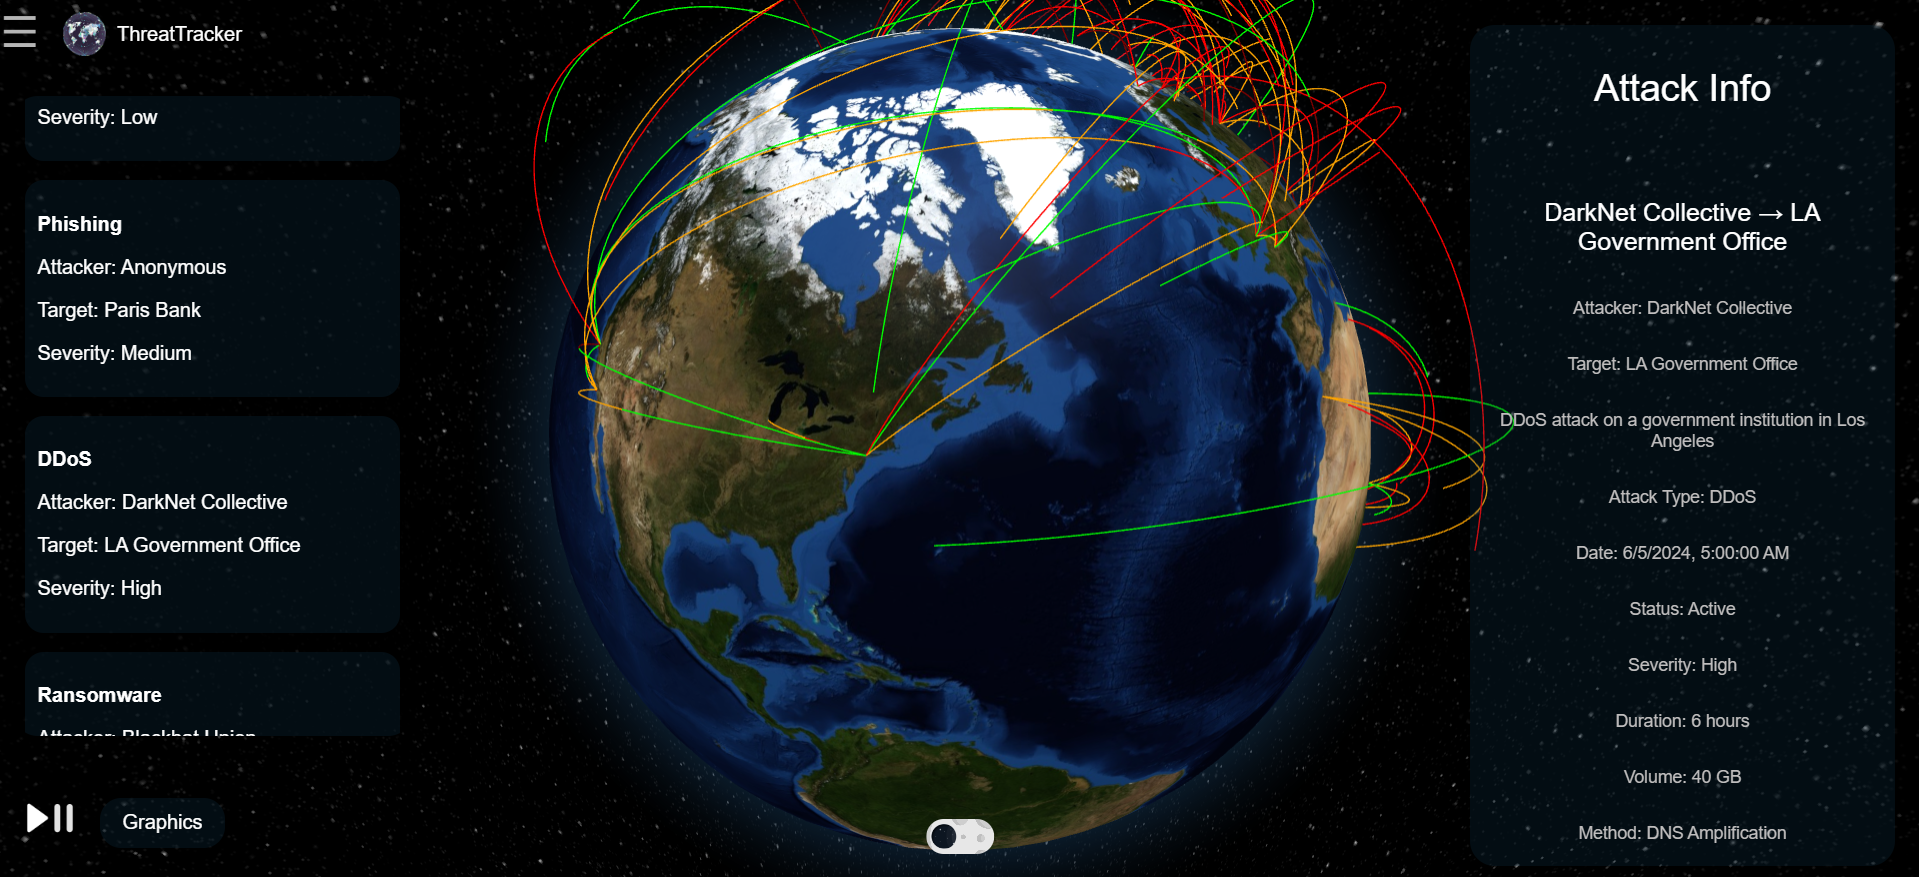 ThreatTracker
Severity: Low
Phishing
Attacker: Anonymous
Target: Paris Bank
Severity: Medium
DDoS
Attacker: DarkNet Collective
Target: LA Government Office
Severity: High
Ransomware
Attacker: Blackhat Union
Graphics
Attack Info
DarkNet Collective → LA
Government Office
Attacker: DarkNet Collective
Target: LA Government Office
DDoS attack on a government institution in Los
Angeles
Attack Type: DDoS
Date: 6/5/2024, 5:00:00 AM
Status: Active
Severity: High
Duration: 6 hours
Volume: 40 GB
Method: DNS Amplification